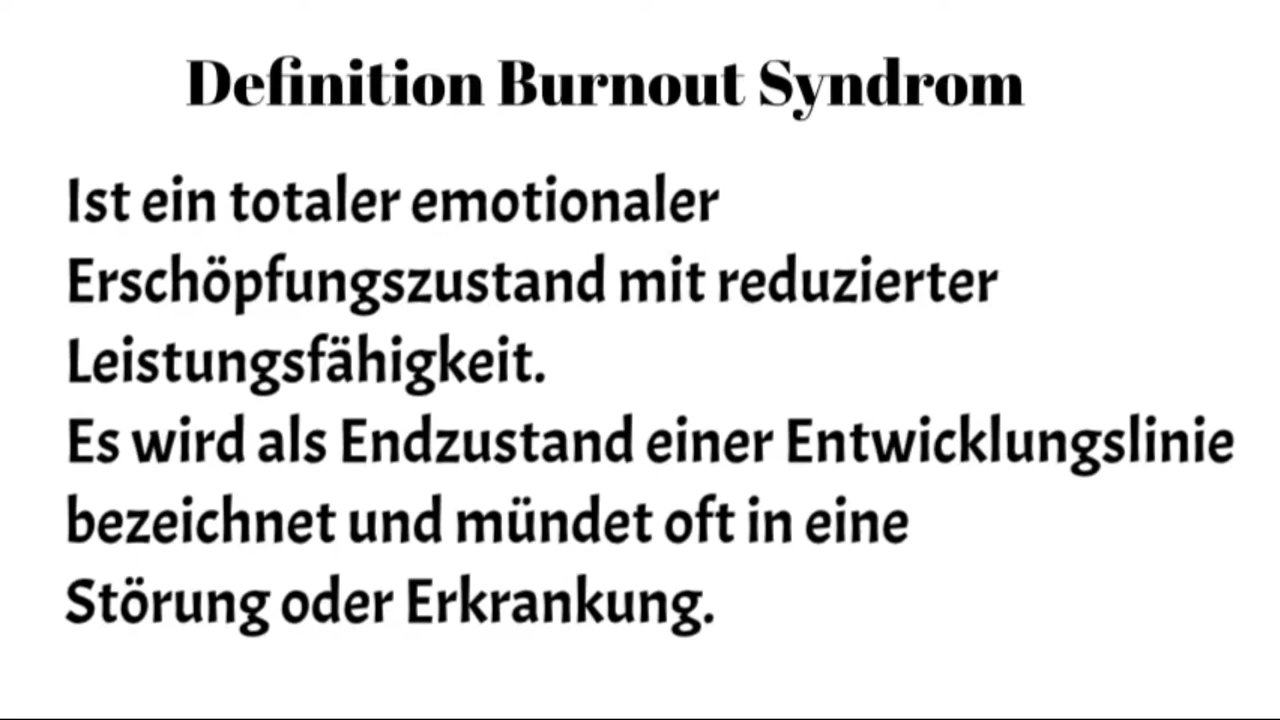 Definition Burnout Syndrom
Ist ein totaler emotionaler
Erschöpfungszustand mit reduzierter
Leistungsfähigkeit.
Es wird als Endzustand einer Entwicklungslinie
bezeichnet und mündet oft in eine
Störung oder Erkrankung.